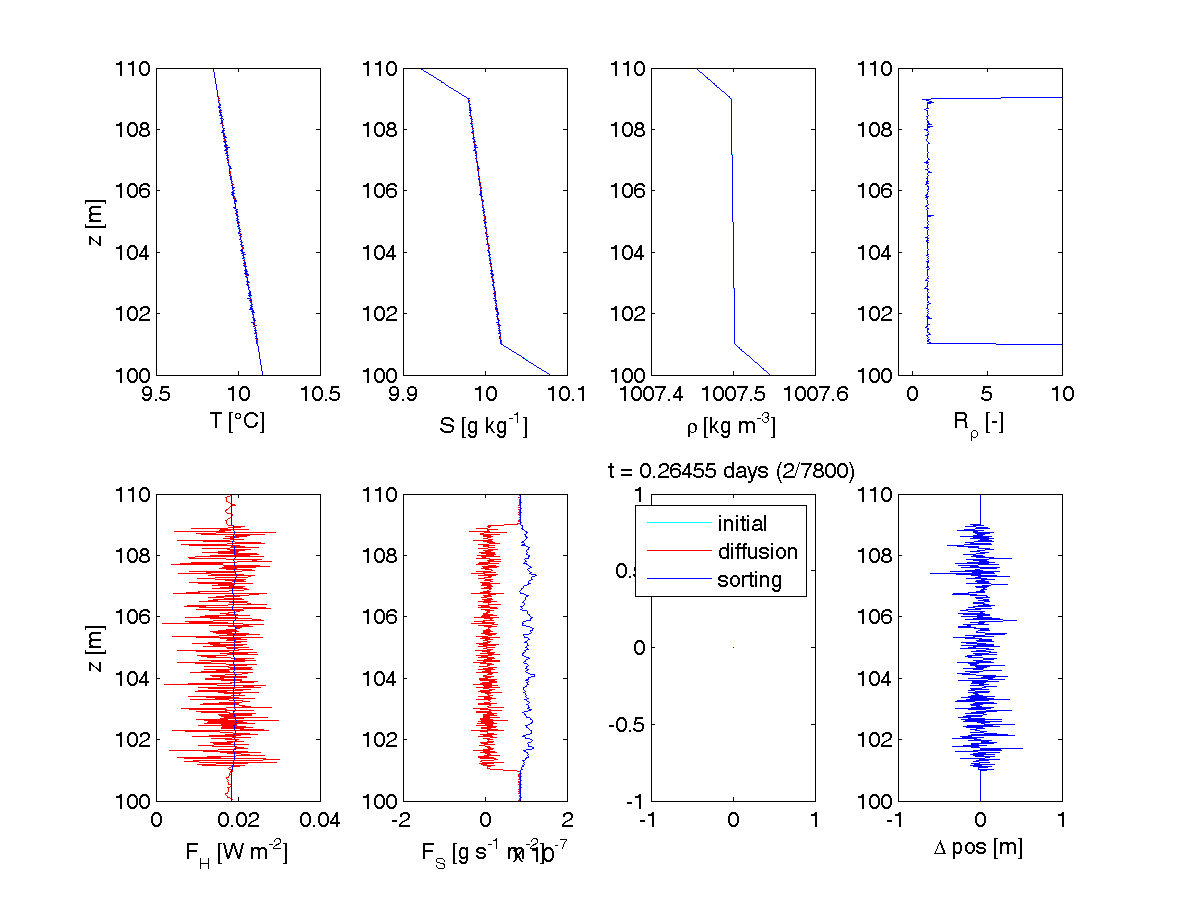 110 110 110 110
108 108 108 108
106 106 106 106
104 104 104 104
102 102 102 102
100 100 100 100
z [m]
9.5 10 10.5 9.9 10 10.1 1007.4 1007.5 1007.6 0 5 10
T [°C] S [g kg-1] ρ [kg m-3] Rρ [-]
t = 0.26455 days (2/7800)
110 110 1 110
initial
108 108 diffusion 108
0.5
sorting
106 106 106
z [m]
104 104 0 104
102 102 -0.5 102
100 100 -1 100
0 0.02 0.04 -2 0 2 -1 0 1 -1 0 1
FH [W m-2] FS [g s-1 m-2] x 10-7 Δ pos [m]